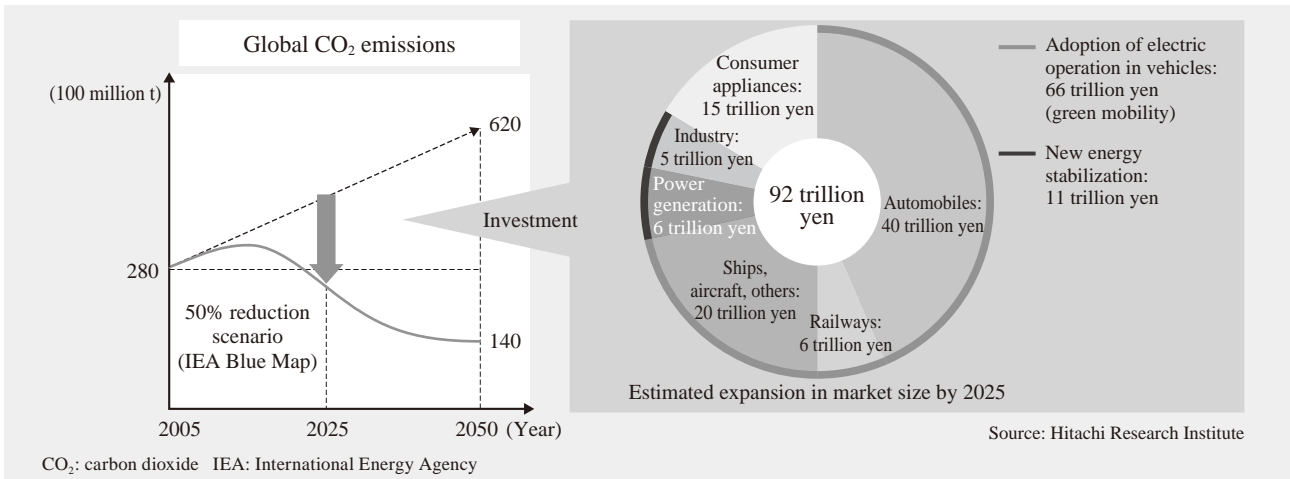 Global CO₂ emissions
(100 million t)
620
280
140
50% reduction
scenario
(IEA Blue Map)
2005
2025
2050 (Year)
Investment
Consumer
appliances:
15 trillion yen
Industry:
5 trillion yen
Power
generation:
6 trillion yen
92 trillion
yen
Automobiles:
40 trillion yen
Ships,
aircraft, others:
20 trillion yen
Railways:
6 trillion yen
Estimated expansion in market size by 2025
Adoption of electric
operation in vehicles:
66 trillion yen
(green mobility)
New energy
stabilization:
11 trillion yen
Source: Hitachi Research Institute
CO₂: carbon dioxide IEA: International Energy Agency